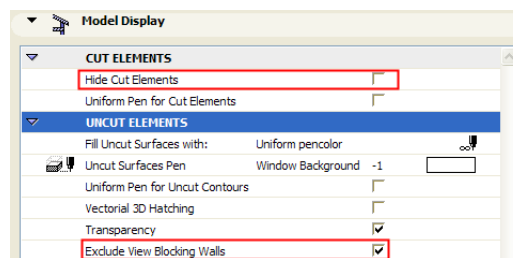 Model Display
CUT ELEMENTS
Hide Cut Elements
Uniform Pen for Cut Elements
UNCUT ELEMENTS
Fill Uncut Surfaces with: Uniform pencolor
Uncut Surfaces Pen Window Background -1
Uniform Pen for Uncut Contours
Vectorial 3D Hatching
Transparency
Exclude View Blocking Walls